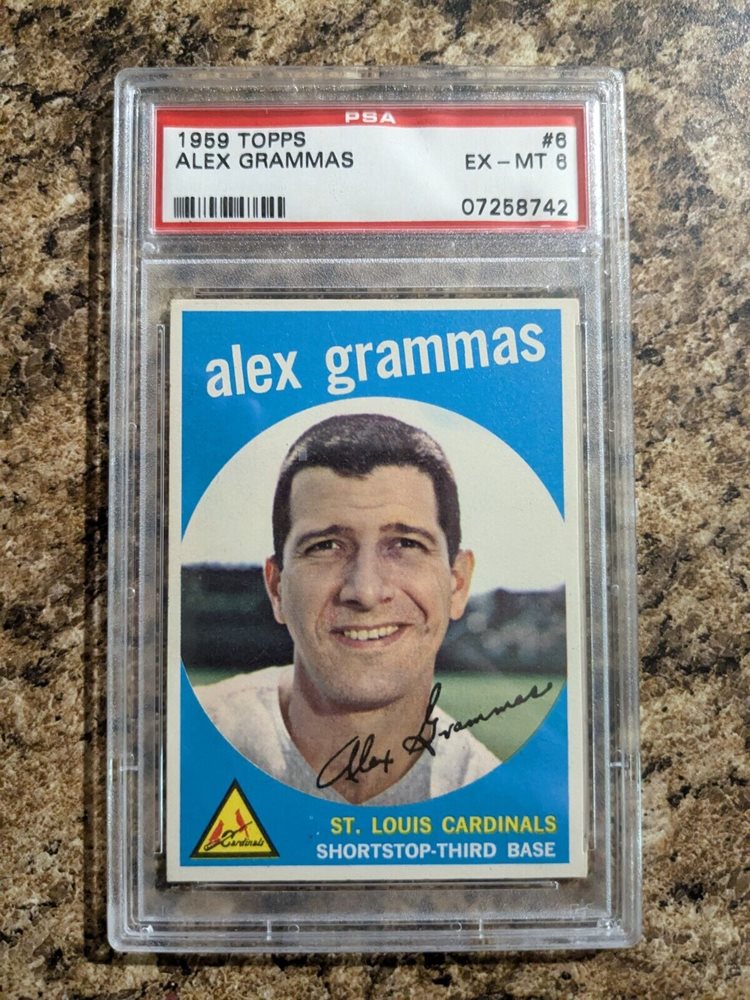 PSA
1959 TOPPS #6
ALEX GRAMMAS EX - MT 6
07258742
alex grammas
Alex Grammas
Cardinals
ST. LOUIS CARDINALS
SHORTSTOP-THIRD BASE